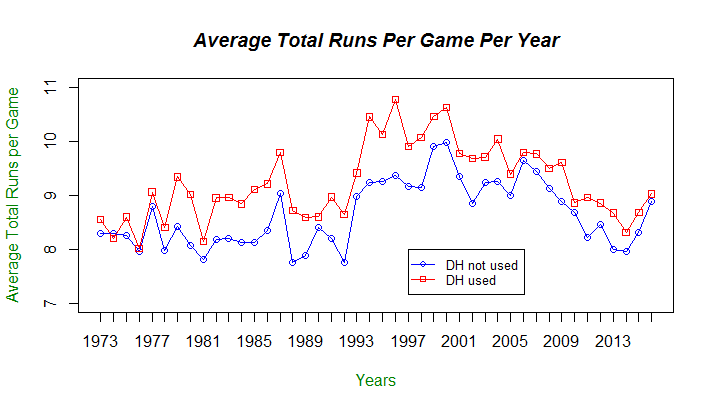 Average Total Runs Per Game Per Year
Average Total Runs per Game
11
10
9
8
7
DH not used
DH used
1973 1977 1981 1985 1989 1993 1997 2001 2005 2009 2013
Years